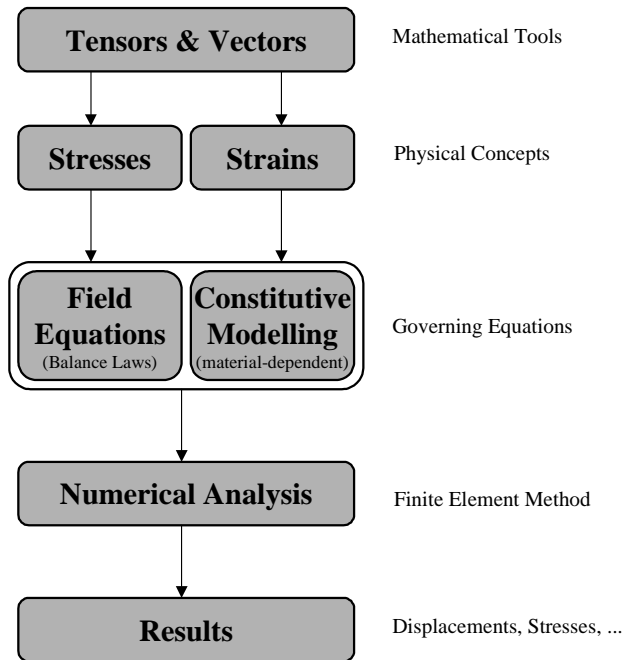 Tensors & Vectors
Mathematical Tools
Stresses
Strains
Physical Concepts
Field
Equations
(Balance Laws)
Constitutive
Modelling
(material-dependent)
Governing Equations
Numerical Analysis
Finite Element Method
Results
Displacements, Stresses, ...